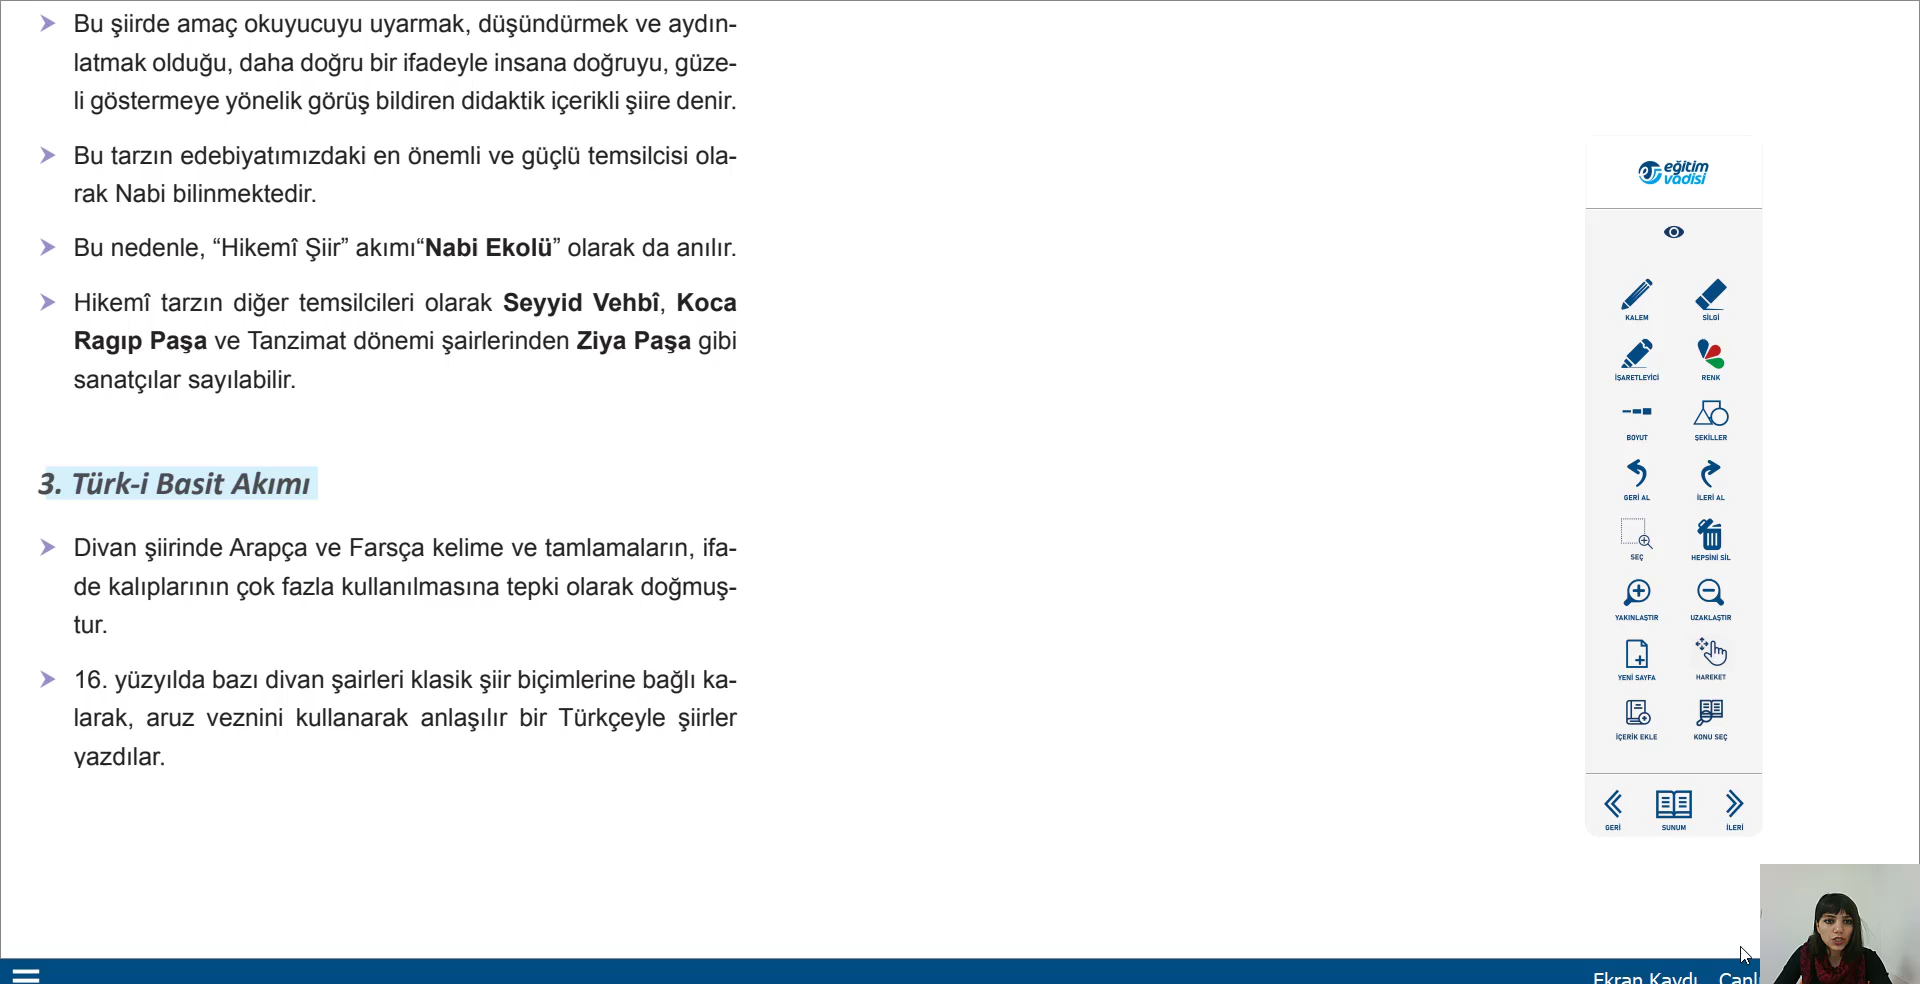 Bu şiirde amaç okuyucuyu uyarmak, düşündürmek ve aydın-
latmak olduğu, daha doğru bir ifadeyle insana doğruyu, güze-
li göstermeye yönelik görüş bildiren didaktik içerikli şiire denir.
Bu tarzın edebiyatımızdaki en önemli ve güçlü temsilcisi ola-
rak Nabi bilinmektedir.
Bu nedenle, “Hikemî Şiir” akımı“Nabi Ekolü” olarak da anılır.
Hikemî tarzın diğer temsilcileri olarak Seyyid Vehbî, Koca
Ragıp Paşa ve Tanzimat dönemi şairlerinden Ziya Paşa gibi
sanatçılar sayılabilir.
3. Türk-i Basit Akımı
Divan şiirinde Arapça ve Farsça kelime ve tamlamaların, ifa-
de kalıplarının çok fazla kullanılmasına tepki olarak doğmuş-
tur.
16. yüzyılda bazı divan şairleri klasik şiir biçimlerine bağlı ka-
larak, aruz veznini kullanarak anlaşılır bir Türkçeyle şiirler
yazdılar.
eğitim
vadisi
KALEM SİLGİ
İŞARETLEYİCİ RENK
BOYUT ŞEKİLLER
GERİ AL İLERİ AL
SEÇ HEPSİNİ SİL
YAKINLAŞTIR UZAKLAŞTIR
YENİ SAYFA HAREKET
İÇERİK EKLE KONU SEÇ
GERİ SUNUM İLERİ
Ekran Kaydı